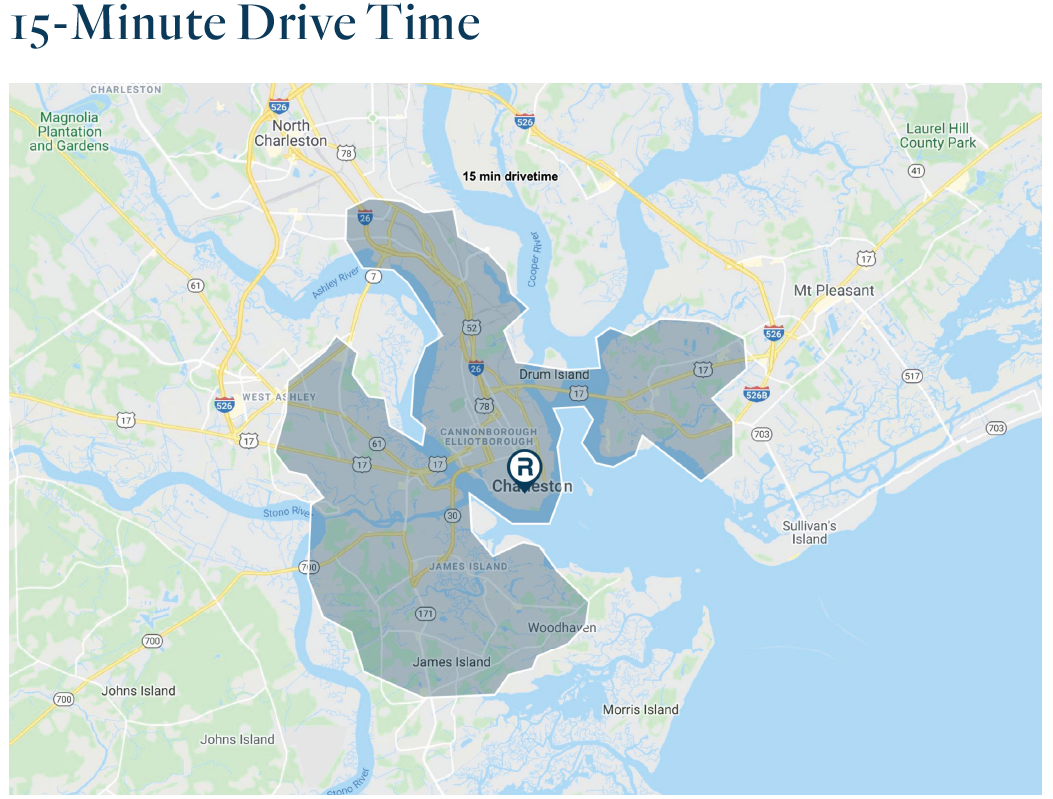 15-Minute Drive Time
CHARLESTON
526
Magnolia
Plantation
and Gardens
North
Charleston
78
526
Laurel Hill
County Park
41
15 min drivetime
26
Cooper River
17
Ashley River
7
61
Mt Pleasant
52
526
26
Drum Island
17
17
517
526B
WEST ASHLEY
526
78
17
17
61
CANNONBOROUGH
ELLIOTBOROUGH
703
703
17
17
R
Charleston
Stono River
30
Sullivan's
Island
700
JAMES ISLAND
171
Woodhaven
700
James Island
Johns Island
700
Morris Island
Johns Island
Stono River